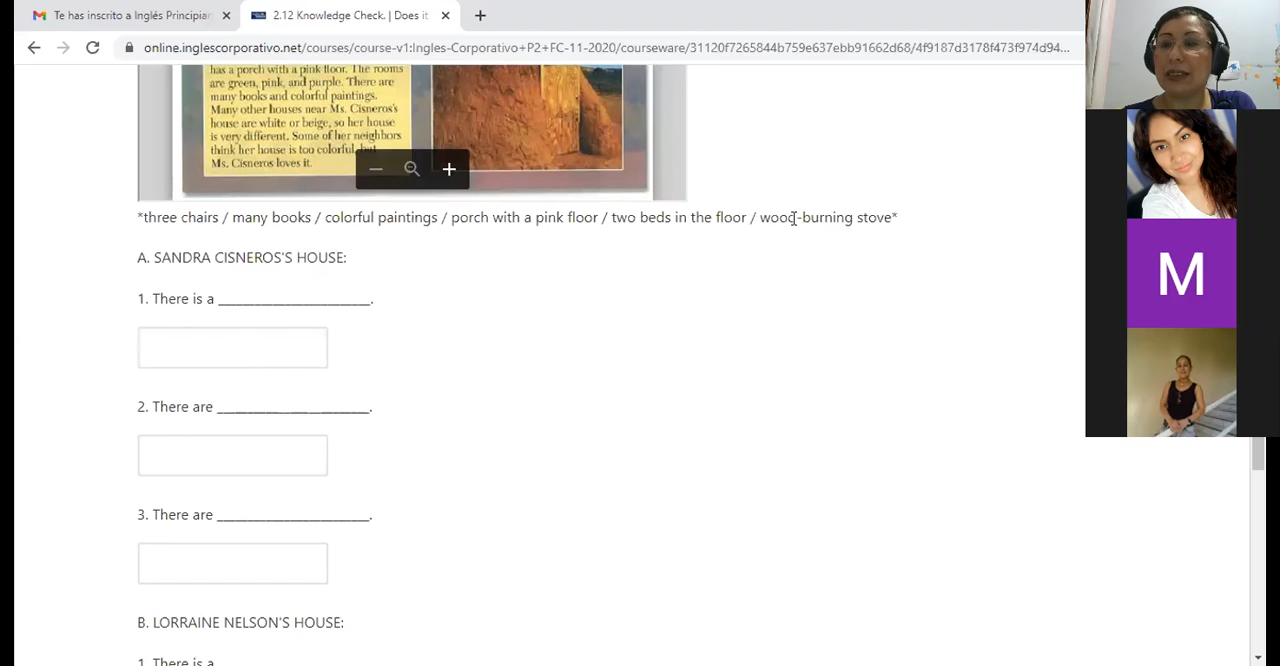 Te has inscrito a Inglés Principian
2.12 Knowledge Check. | Does it
online.inglescorporativo.net/courses/course-v1:Ingles-Corporativo+P2+FC-11-2020/courseware/31120f7265844b759e637ebb91662d68/4f9187d3178f473f974d94...
has a porch with a pink floor. The rooms
are green, pink, and purple. There are
many books and colorful paintings.
Many other houses near Ms. Cisneros's
house are white or beige, so her house
is very different. Some of her neighbors
think her house is too colorful, but
Ms. Cisneros loves it.
*three chairs / many books / colorful paintings / porch with a pink floor / two beds in the floor / wood-burning stove*
A. SANDRA CISNEROS'S HOUSE:
1. There is a ______________________.
2. There are ______________________.
3. There are ______________________.
B. LORRAINE NELSON'S HOUSE:
1. There is a
M